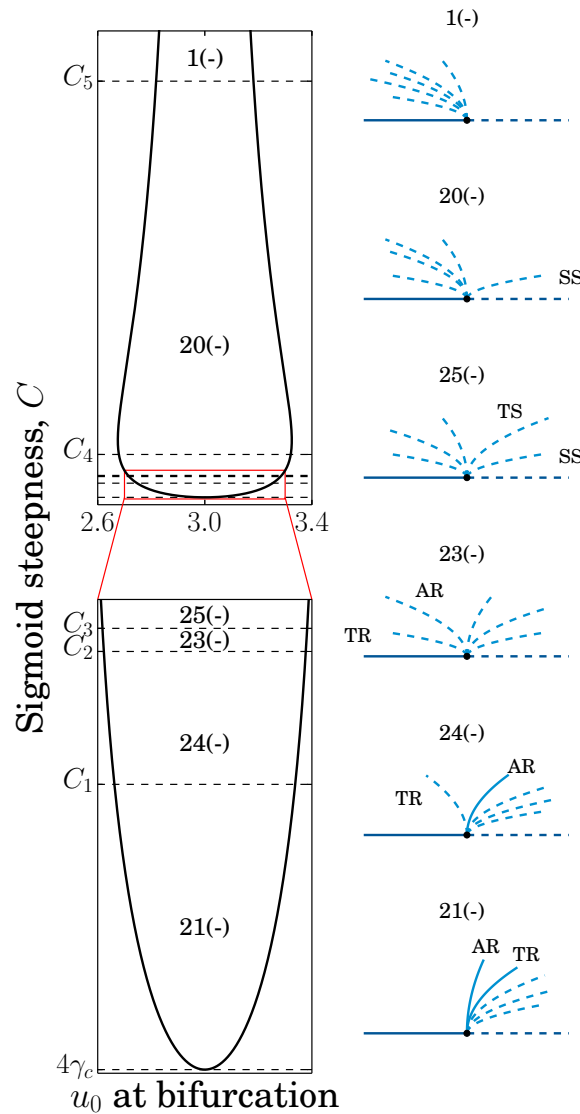 Sigmoid steepness, C
C₅
1(-)
20(-)
C₄
2.6 3.0 3.4
25(-)
C₃
23(-)
C₂
24(-)
C₁
21(-)
4γ_c
u₀ at bifurcation
1(-)
20(-)
SS
25(-)
TS
SS
23(-)
AR
TR
24(-)
AR
TR
21(-)
AR
TR